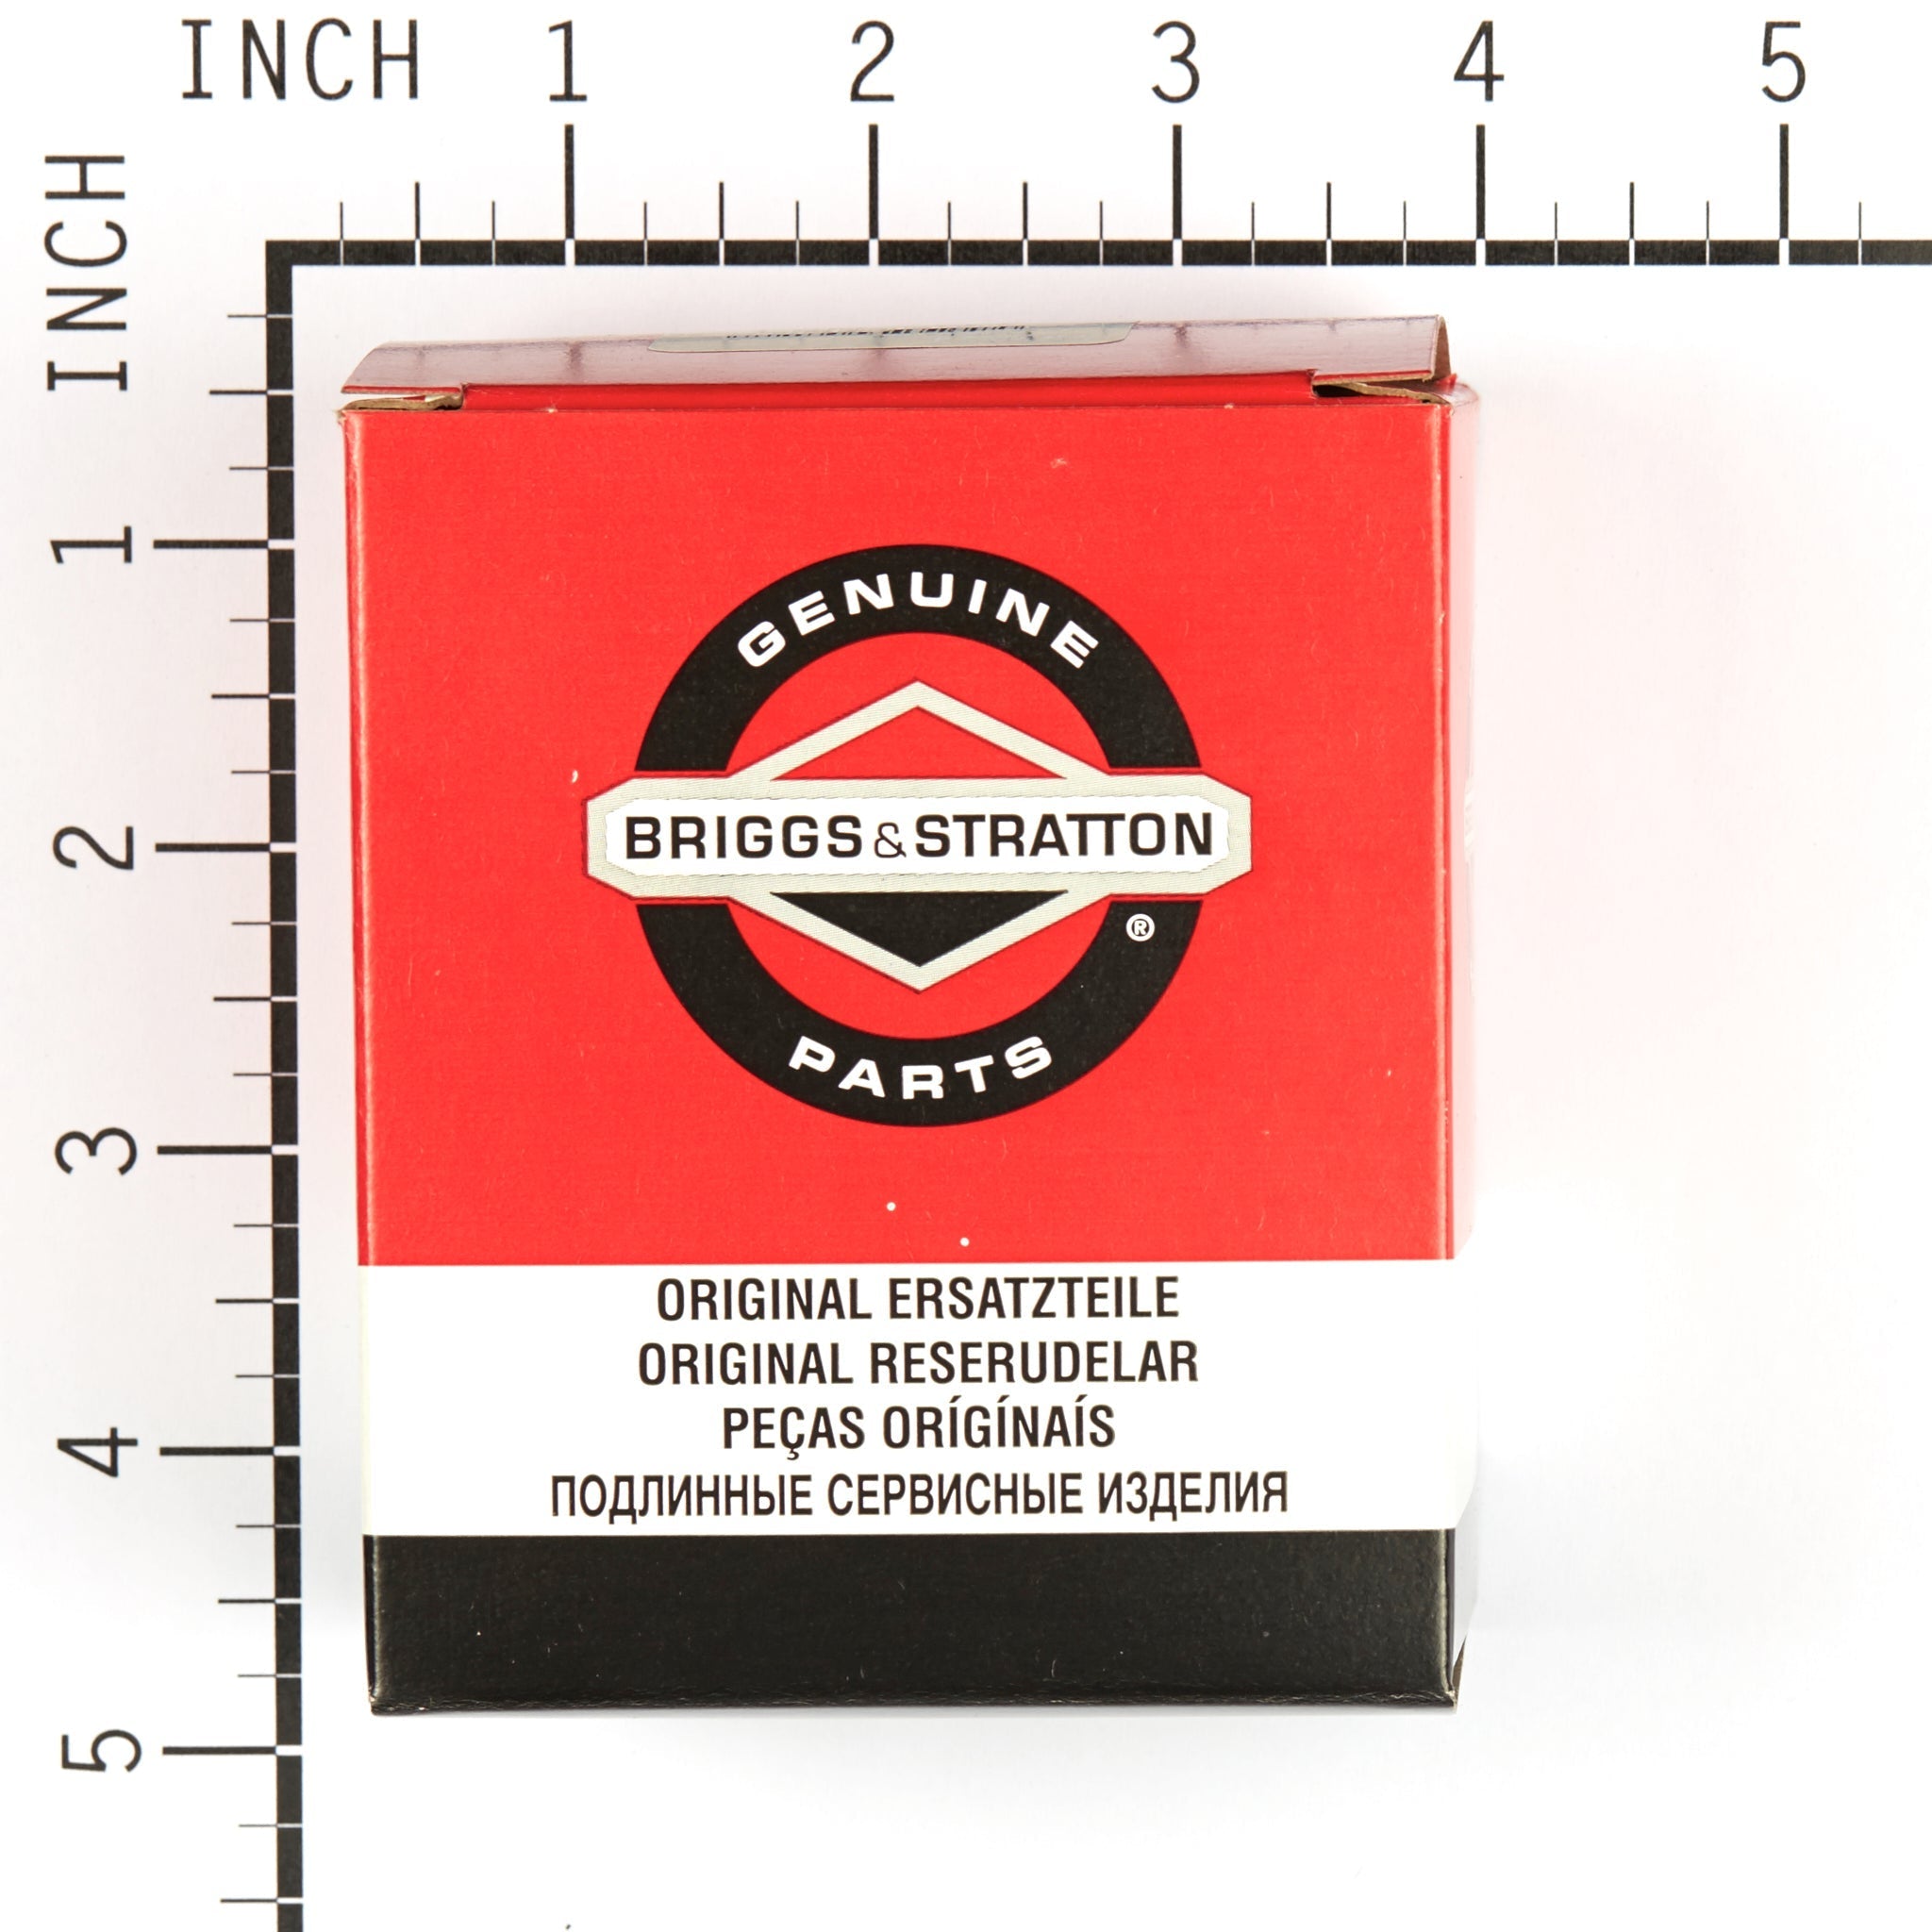 INCH 1 2 3 4 5
INCH 1 2 3 4 5
GENUINE
BRIGGS & STRATTON
®
PARTS
ORIGINAL ERSATZTEILE
ORIGINAL RESERUDELAR
PEÇAS ORÍGÍNAÍS
ПОДЛИННЫЕ СЕРВИСНЫЕ ИЗДЕЛИЯ